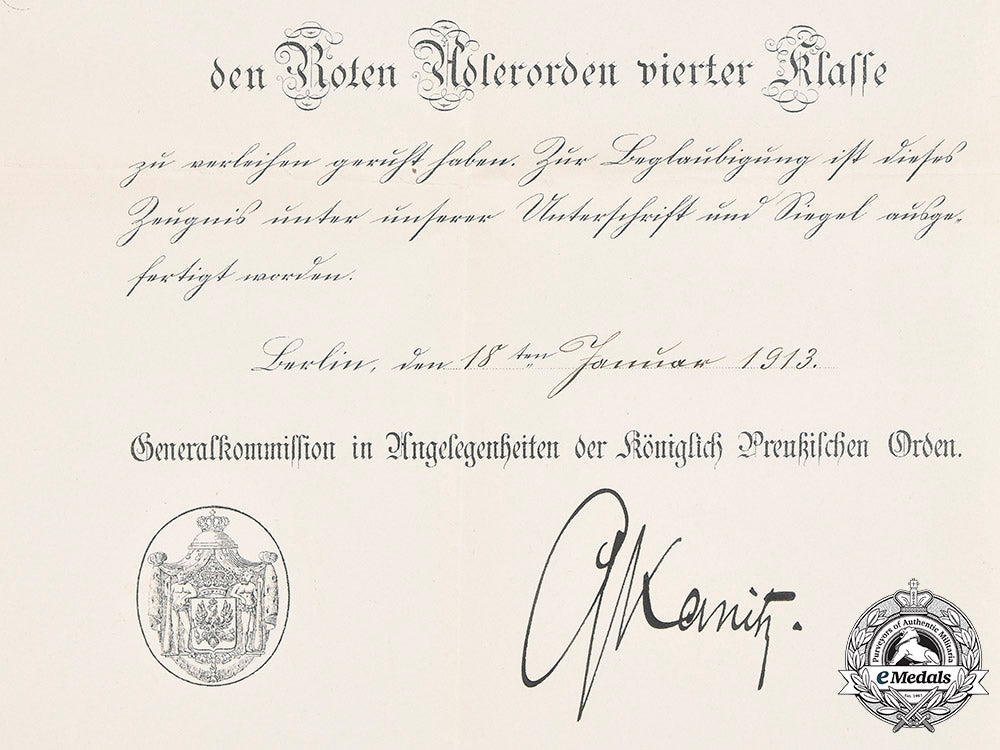 den Roten Adlerorden vierter Klasse
zu verleihen geruht haben. Zur Beglaubigung ist dieses
Zeugnis unter unserer Unterschrift und Siegel ausge-
fertigt worden.
Berlin, den 18ten Januar 1913.
Generalkommission in Angelegenheiten der Königlich Preußischen Orden.
Kanitz.
Purveyors of Authentic Militaria
eMedals